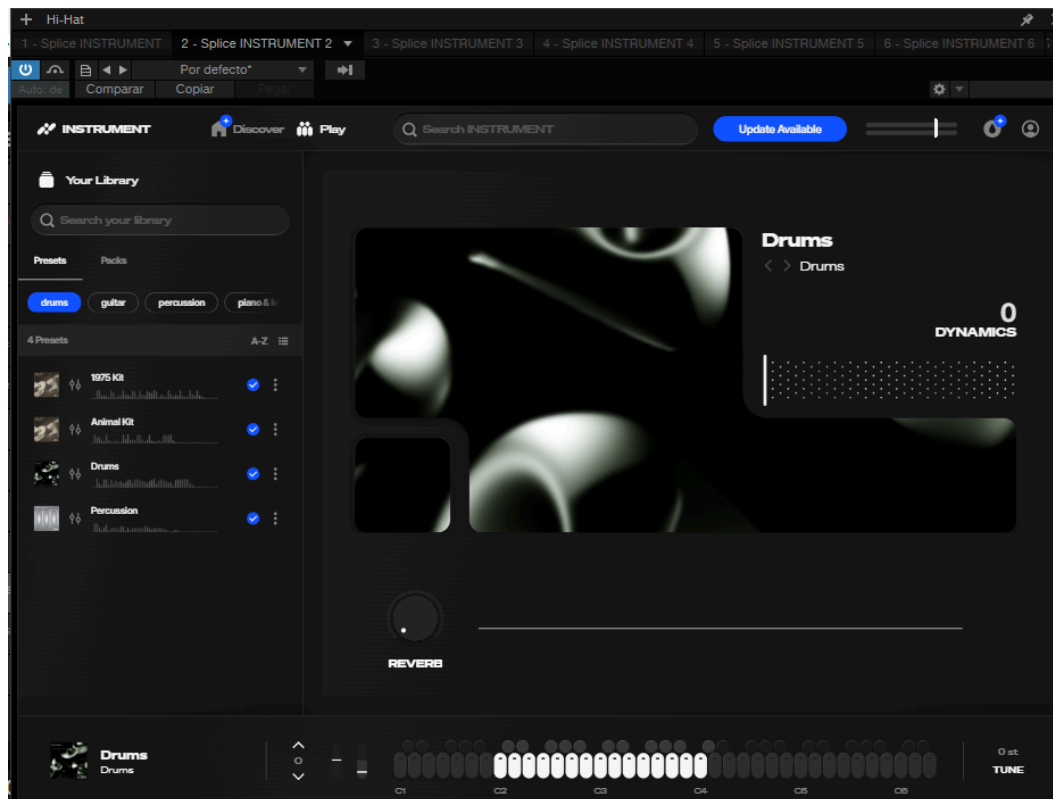 Hi-Hat
1 - Splice INSTRUMENT 2 - Splice INSTRUMENT 2 3 - Splice INSTRUMENT 3 4 - Splice INSTRUMENT 4 5 - Splice INSTRUMENT 5 6 - Splice INSTRUMENT 6
Por defecto*
Auto: de Comparar Copiar Pegar
INSTRUMENT Discover Play Search INSTRUMENT Update Available
Your Library
Search your library
Presets Packs
drums guitar percussion piano &
4 Presets A-Z
1975 Kit
Animal Kit
Drums
Percussion
Drums
Drums
0
DYNAMICS
REVERB
Drums
Drums
0
C1 C2 C3 C4 C5 C6
0 st
TUNE